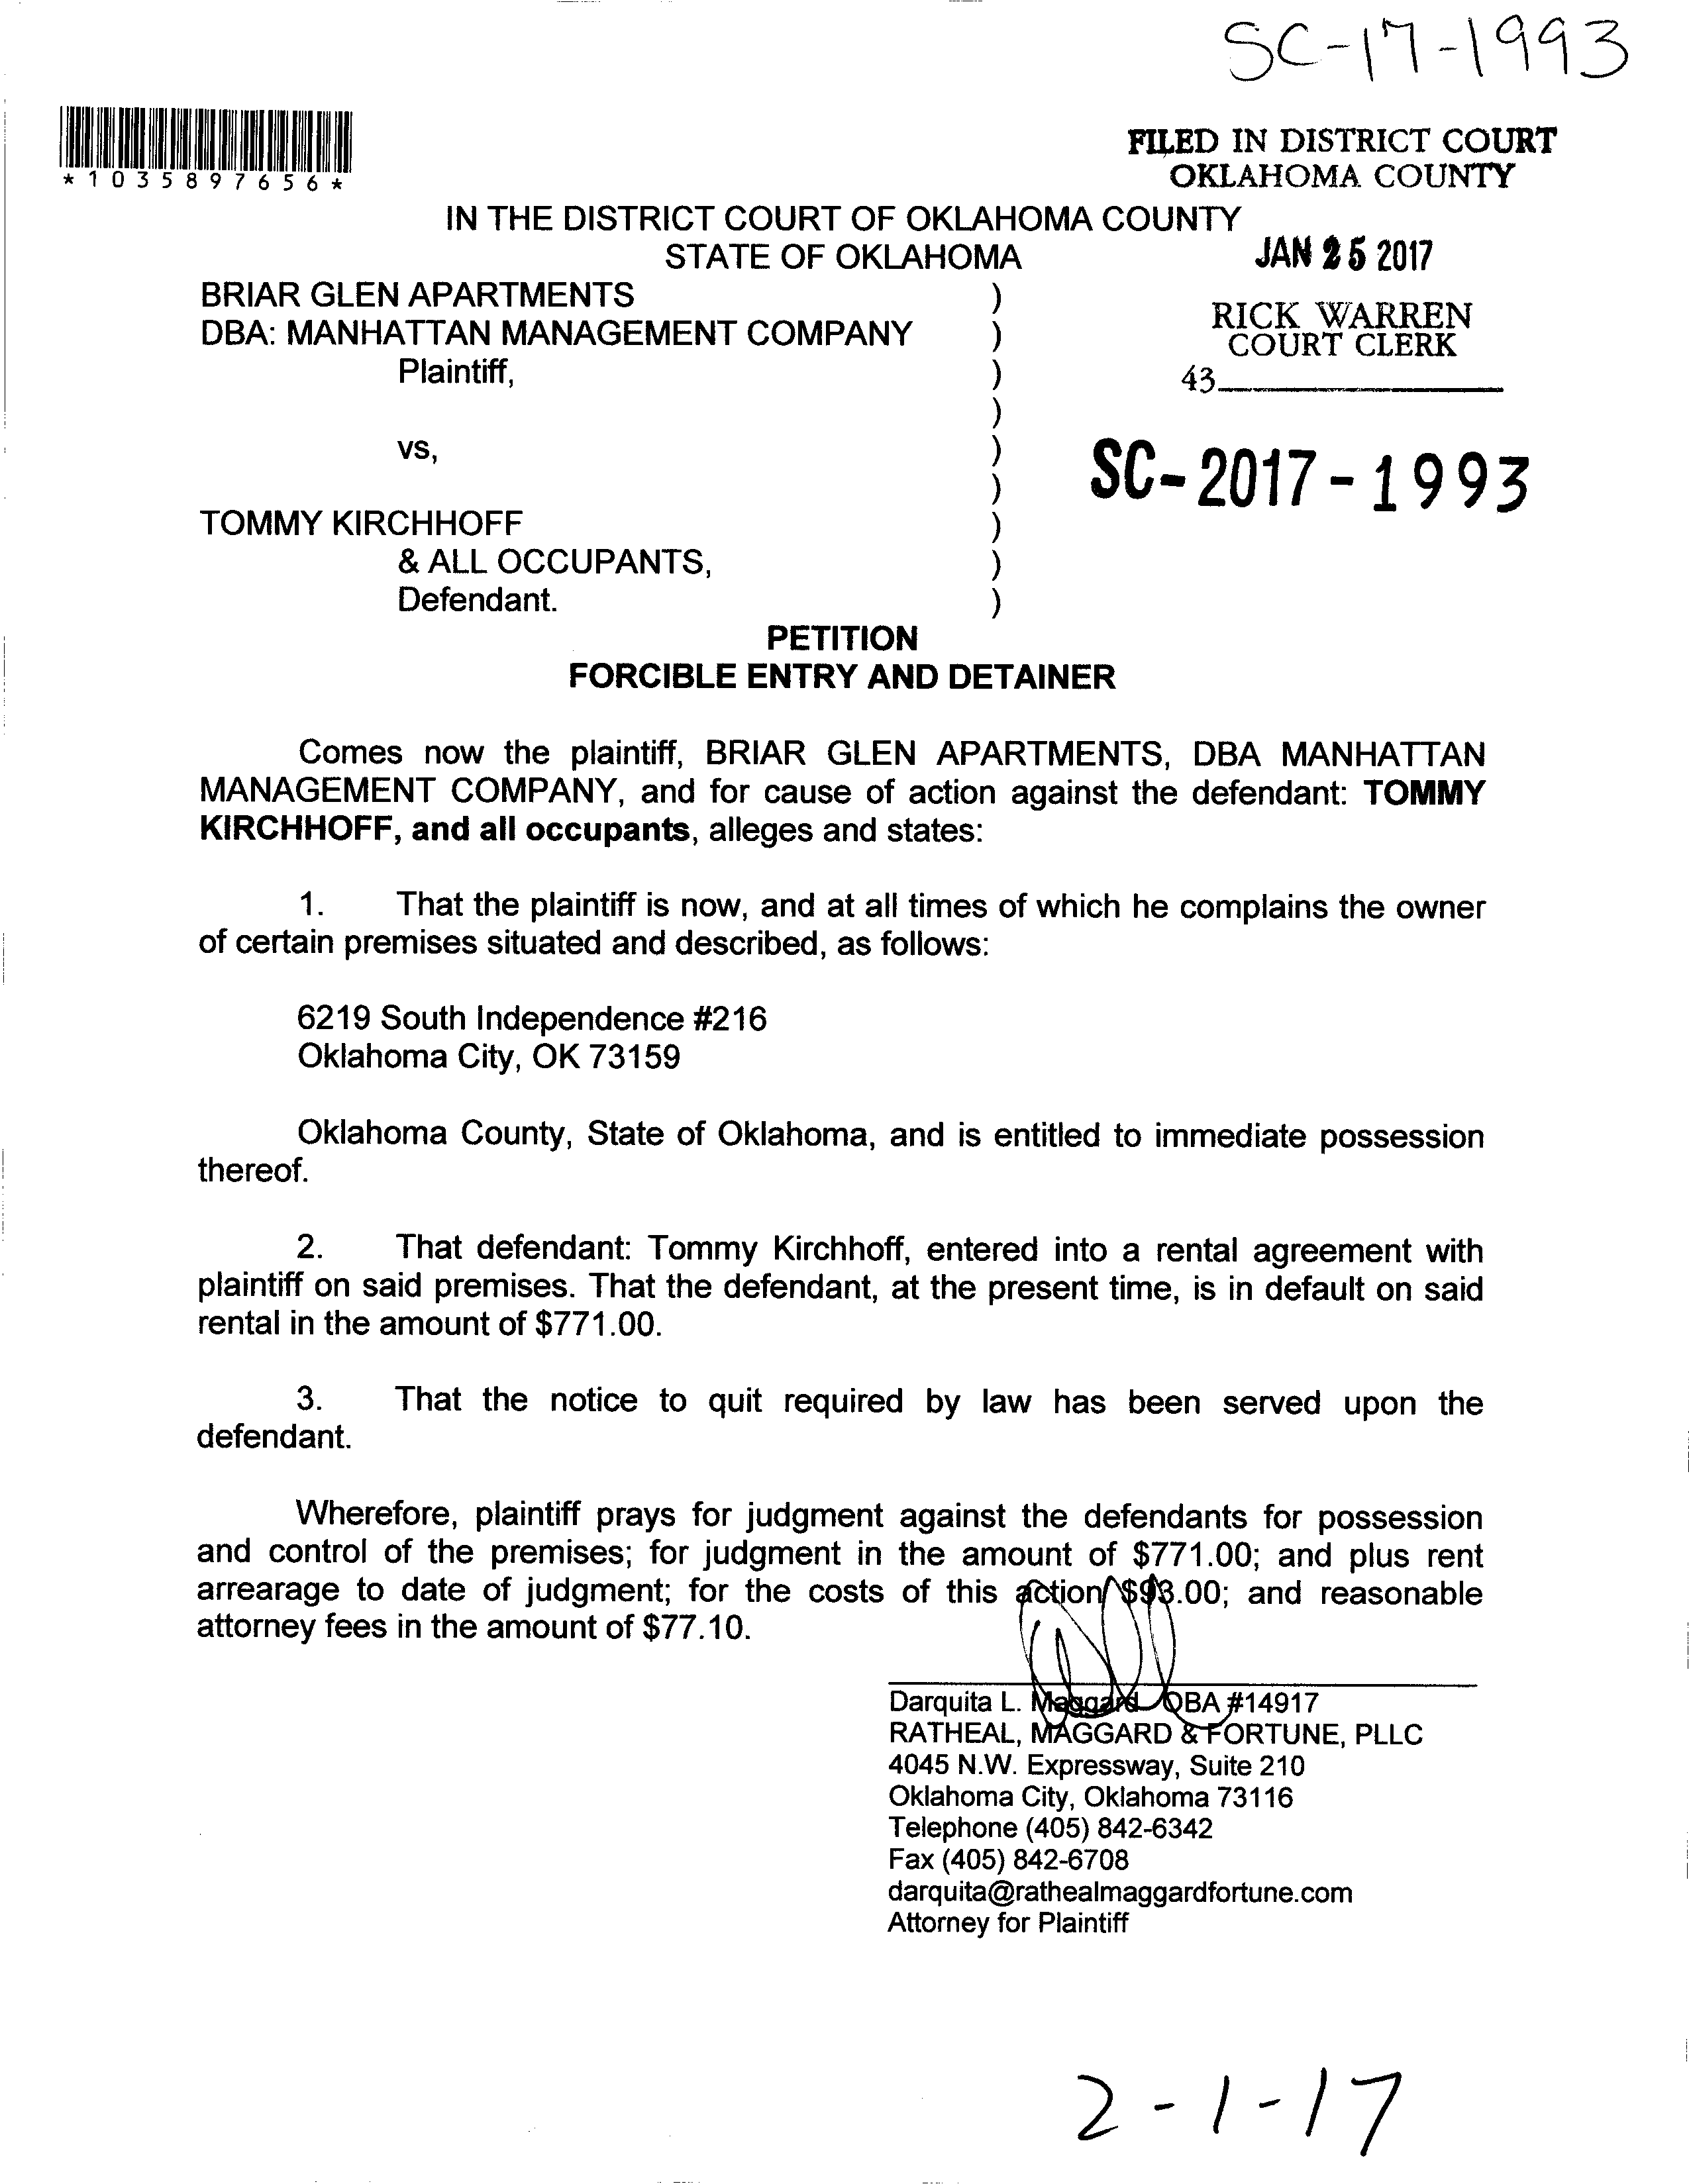 SC-17-1993
*1035897656*
FILED IN DISTRICT COURT
OKLAHOMA COUNTY
IN THE DISTRICT COURT OF OKLAHOMA COUNTY
STATE OF OKLAHOMA
JAN 25 2017
BRIAR GLEN APARTMENTS )
DBA: MANHATTAN MANAGEMENT COMPANY )
Plaintiff, )
RICK WARREN
COURT CLERK
43
)
vs, )
)
SC-2017-1993
TOMMY KIRCHHOFF )
& ALL OCCUPANTS, )
Defendant. )
PETITION
FORCIBLE ENTRY AND DETAINER
Comes now the plaintiff, BRIAR GLEN APARTMENTS, DBA MANHATTAN
MANAGEMENT COMPANY, and for cause of action against the defendant: TOMMY
KIRCHHOFF, and all occupants, alleges and states:
1. That the plaintiff is now, and at all times of which he complains the owner
of certain premises situated and described, as follows:
6219 South Independence #216
Oklahoma City, OK 73159
Oklahoma County, State of Oklahoma, and is entitled to immediate possession
thereof.
2. That defendant: Tommy Kirchhoff, entered into a rental agreement with
plaintiff on said premises. That the defendant, at the present time, is in default on said
rental in the amount of $771.00.
3. That the notice to quit required by law has been served upon the
defendant.
Wherefore, plaintiff prays for judgment against the defendants for possession
and control of the premises; for judgment in the amount of $771.00; and plus rent
arrearage to date of judgment; for the costs of this action $93.00; and reasonable
attorney fees in the amount of $77.10.
Darquita L. Maggard OBA #14917
RATHEAL, MAGGARD & FORTUNE, PLLC
4045 N.W. Expressway, Suite 210
Oklahoma City, Oklahoma 73116
Telephone (405) 842-6342
Fax (405) 842-6708
darquita@rathealmaggardfortune.com
Attorney for Plaintiff
2-1-17